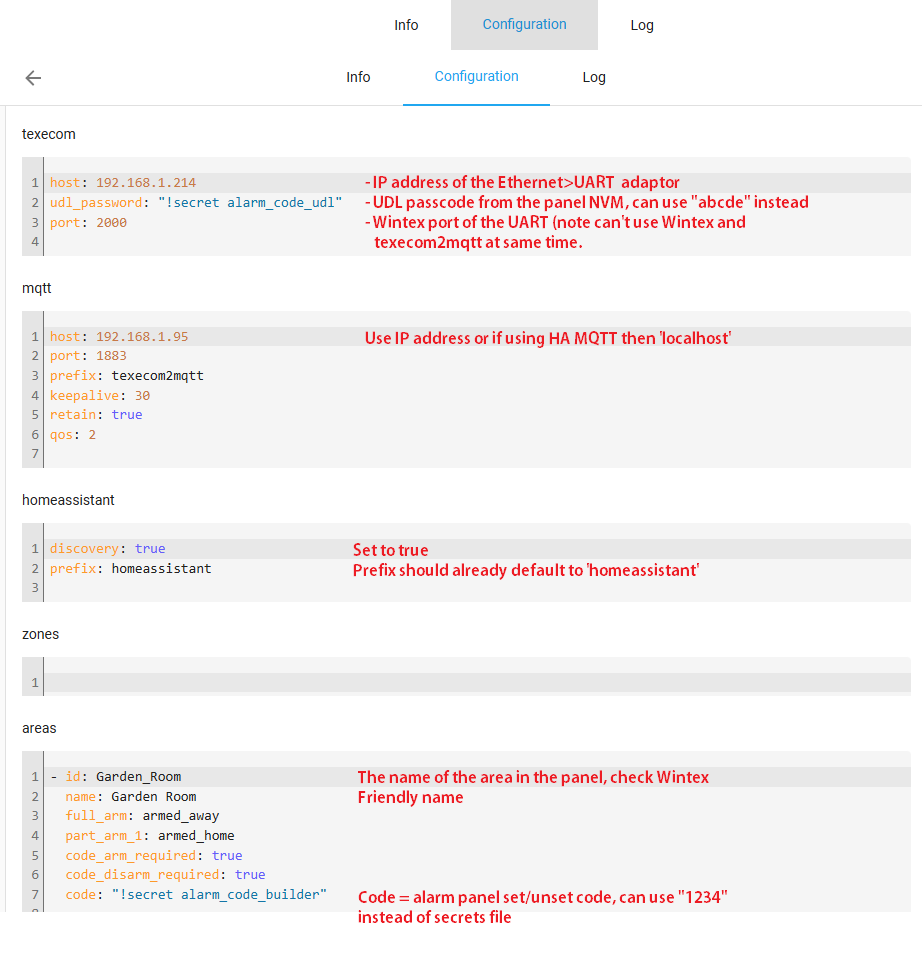 Info Configuration Log
Info Configuration Log
texecom
1 host: 192.168.1.214 -IP address of the Ethernet>UART adaptor
2 udl_password: "!secret alarm_code_udl" -UDL passcode from the panel NVM, can use "abcde" instead
3 port: 2000 -Wintex port of the UART (note can't use Wintex and
4 texecom2mqtt at same time.
mqtt
1 host: 192.168.1.95 Use IP address or if using HA MQTT then 'localhost'
2 port: 1883
3 prefix: texecom2mqtt
4 keepalive: 30
5 retain: true
6 qos: 2
7
homeassistant
1 discovery: true Set to true
2 prefix: homeassistant Prefix should already default to 'homeassistant'
3
zones
1
areas
1 - id: Garden_Room The name of the area in the panel, check Wintex
2 name: Garden Room Friendly name
3 full_arm: armed_away
4 part_arm_1: armed_home
5 code_arm_required: true
6 code_disarm_required: true
7 code: "!secret alarm_code_builder" Code = alarm panel set/unset code, can use "1234"
instead of secrets file